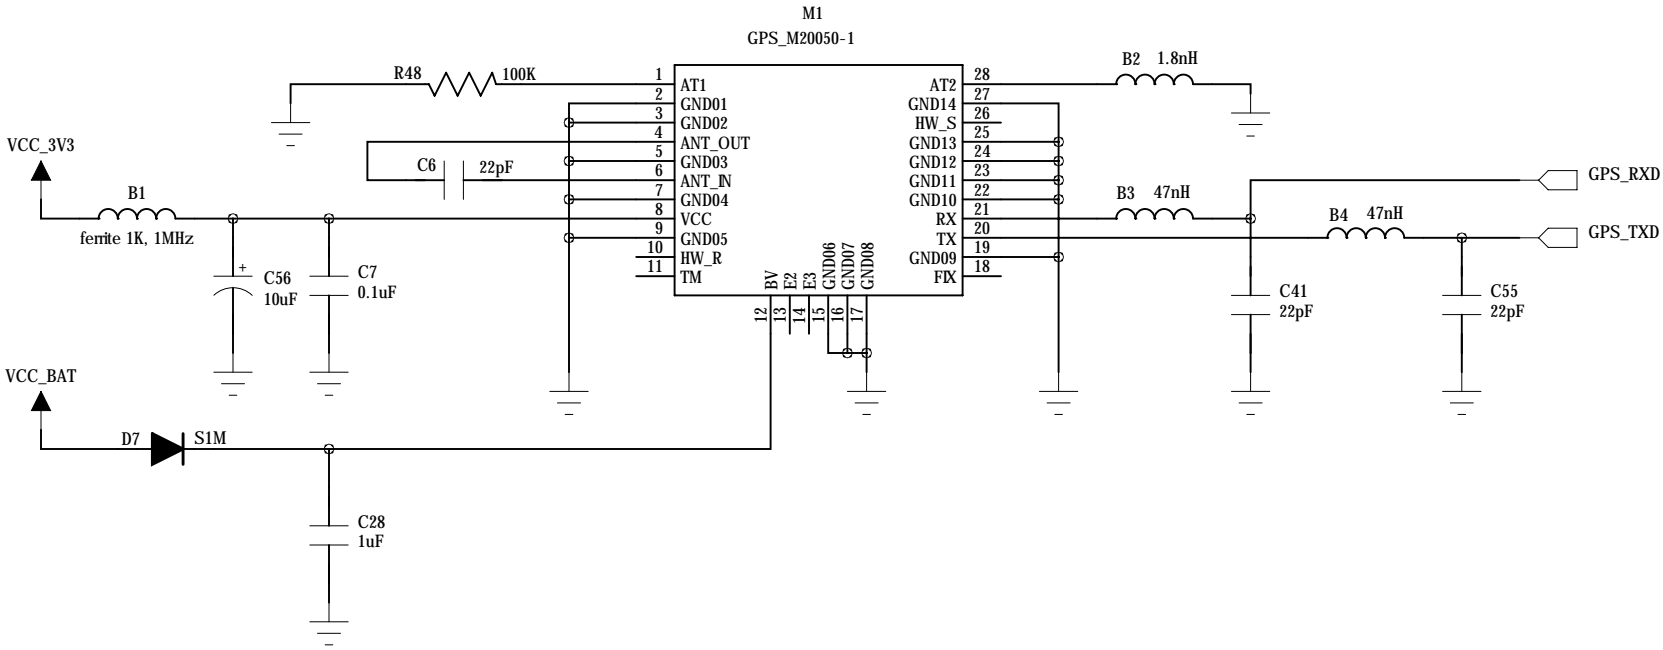 M1
GPS_M20050-1
R48
100K
B2
1.8nH
1
AT1
2
GND01
3
GND02
4
ANT_OUT
5
GND03
6
ANT_IN
7
GND04
8
VCC
9
GND05
10
HW_R
11
TM
28
AT2
27
GND14
26
HW_S
25
GND13
24
GND12
23
GND11
22
GND10
21
RX
20
TX
19
GND09
18
FIX
12
BV
13
E2
14
E3
15
GND06
16
GND07
17
GND08
VCC_3V3
B1
ferrite 1K, 1MHz
C6
22pF
C56
10uF
+
C7
0.1uF
B3
47nH
B4
47nH
GPS_RXD
GPS_TXD
C41
22pF
C55
22pF
VCC_BAT
D7
S1M
C28
1uF